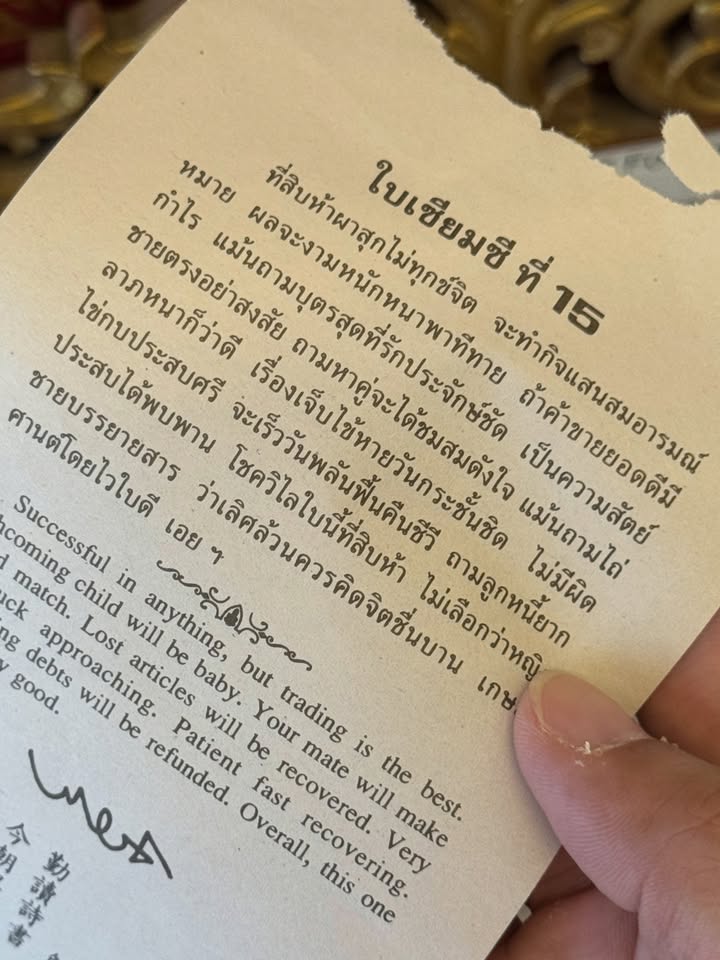 ใบเซียมซี ที่ 15
ที่สิบห้าผาสุกไม่ทุกข์จิต จะทำกิจแสนสมอารมณ์
หมาย ผลจะงามหนักหนาพาทีทาย ถ้าค้าขายยอดดีมี
กำไร แม้นถามบุตรสุดที่รักประจักษ์ชัด เป็นความสัตย์
ชายตรงอย่าสงสัย ถามหาคู่จะได้ชมสมดังใจ แม้นถามไถ่
ลาภหนาก็ว่าดี เรื่องเจ็บไข้หายวันกระชั้นชิด ไม่มีผิด
ไข่กบประสบศรี จะเร็ววันพลันฟื้นคืนชีวี ถามลูกหนี้ยาก
ประสบได้พบพาน โชควิไลใบนี้ที่สิบห้า ไม่เลือกว่าหญิ
ชายบรรยายสาร ว่าเลิศล้วนควรคิดจิตชื่นบาน เกษ
ศานต์โดยไวใบดี เอย ฯ
Successful in anything, but trading is the best.
child will be baby. Your mate will make
match. Lost articles will be recovered. Very
approaching. Patient fast recovering.
debts will be refunded. Overall, this one
good.
勤讀詩書
今朝